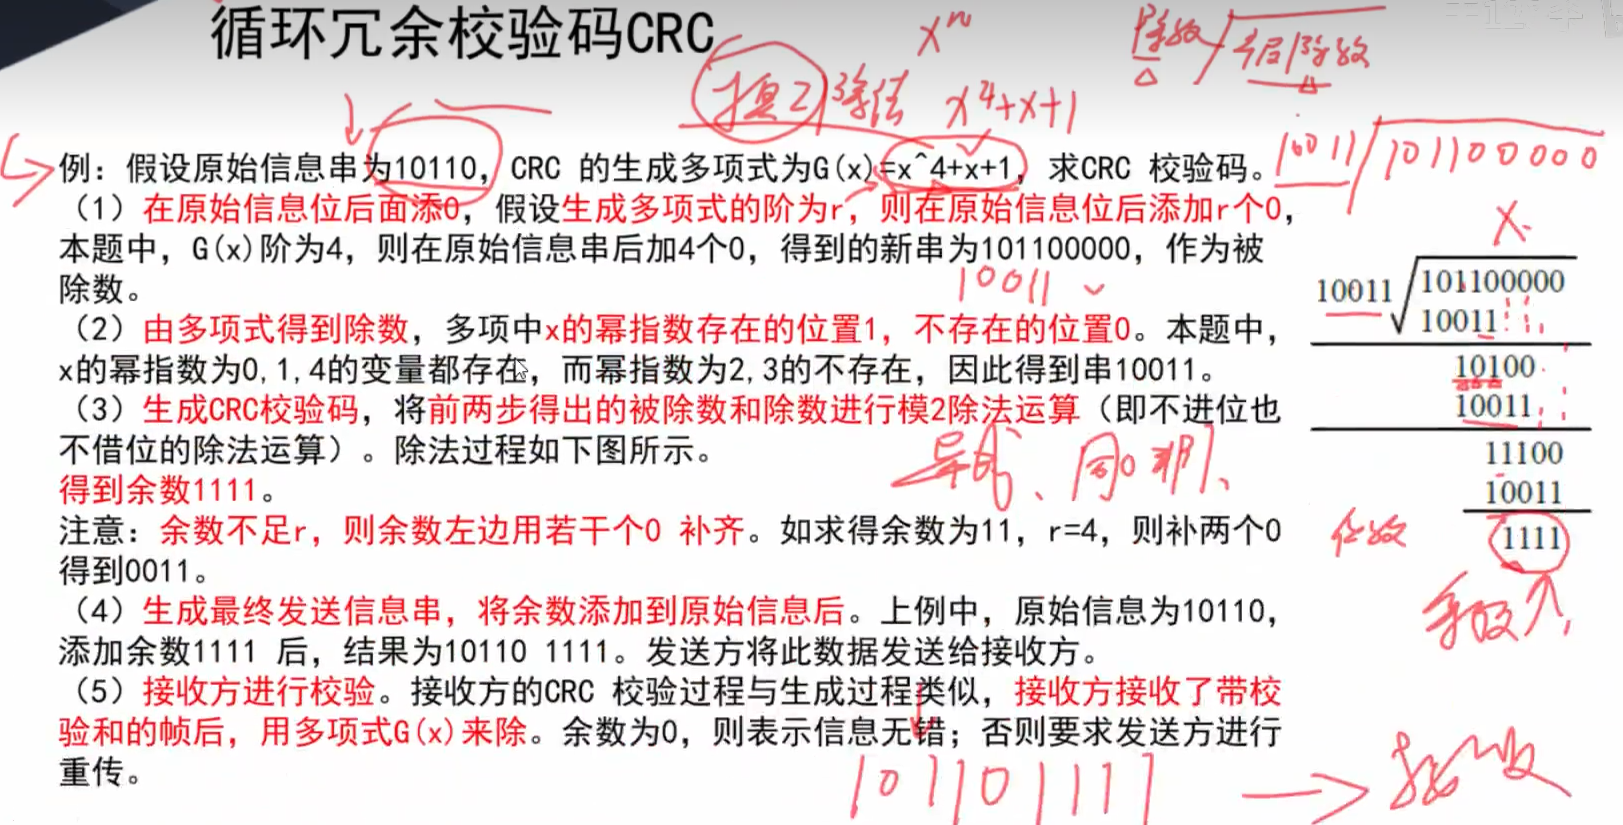 循环冗余校验码CRC
x^n
除数
模2除法
x^4+x+1
10011
101100000
例：假设原始信息串为10110，CRC 的生成多项式为G(x)=x^4+x+1，求CRC 校验码。
（1）在原始信息位后面添0，假设生成多项式的阶为r，则在原始信息位后添加r个0，
本题中，G(x)阶为4，则在原始信息串后加4个0，得到的新串为101100000，作为被
除数。
10011
（2）由多项式得到除数，多项中x的幂指数存在的位置1，不存在的位置0。本题中，
x的幂指数为0,1,4的变量都存在，而幂指数为2,3的不存在，因此得到串10011。
（3）生成CRC校验码，将前两步得出的被除数和除数进行模2除法运算（即不进位也
不借位的除法运算）。除法过程如下图所示。
异或、同0非1、
得到余数1111。
注意：余数不足r，则余数左边用若干个0 补齐。如求得余数为11，r=4，则补两个0
得到0011。
（4）生成最终发送信息串，将余数添加到原始信息后。上例中，原始信息为10110，
添加余数1111 后，结果为10110 1111。发送方将此数据发送给接收方。
（5）接收方进行校验。接收方的CRC 校验过程与生成过程类似，接收方接收了带校
验和的帧后，用多项式G(x)来除。余数为0，则表示信息无错；否则要求发送方进行
重传。
101101111
接收
10011
101100000
10011
10100
10011
11100
10011
1111
余数